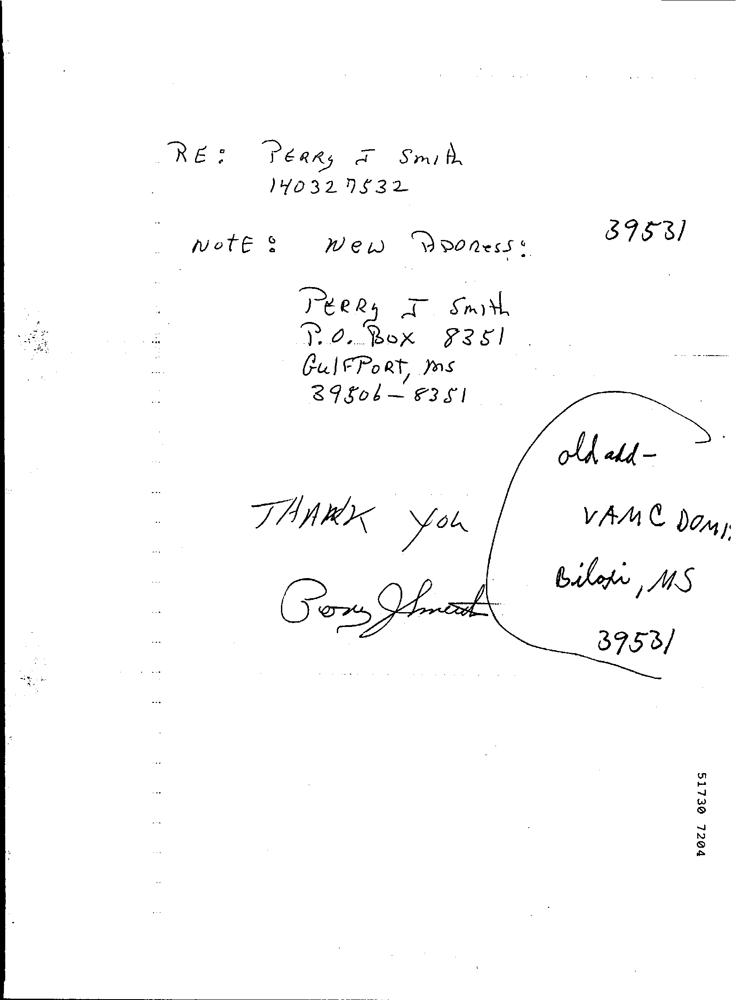 RE: PERRy J Smith
140327532
39531
NotE: New ADDRess:
PERRy J Smith
P.O. Box 8351
GulFPoRt, ms
39506-8351
old add-
VAMC DOMI.
THANK You
Biloxi, MS
Perry J Smith
39531
51730 7204